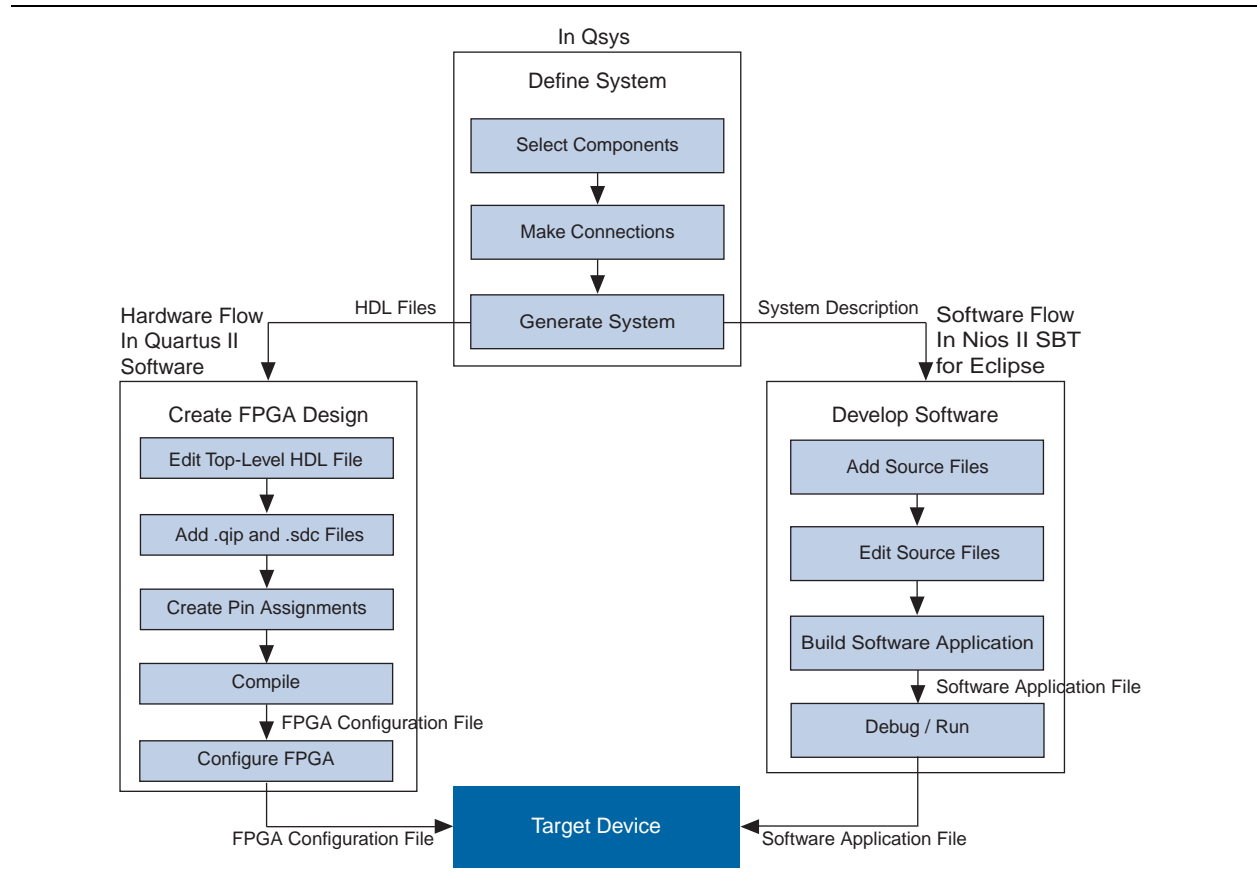 In Qsys
Define System
Select Components
Make Connections
Generate System
HDL Files
System Description
Hardware Flow
In Quartus II
Software
Software Flow
In Nios II SBT
for Eclipse
Create FPGA Design
Edit Top-Level HDL File
Add .qip and .sdc Files
Create Pin Assignments
Compile
FPGA Configuration File
Configure FPGA
FPGA Configuration File
Develop Software
Add Source Files
Edit Source Files
Build Software Application
Software Application File
Debug / Run
Software Application File
Target Device